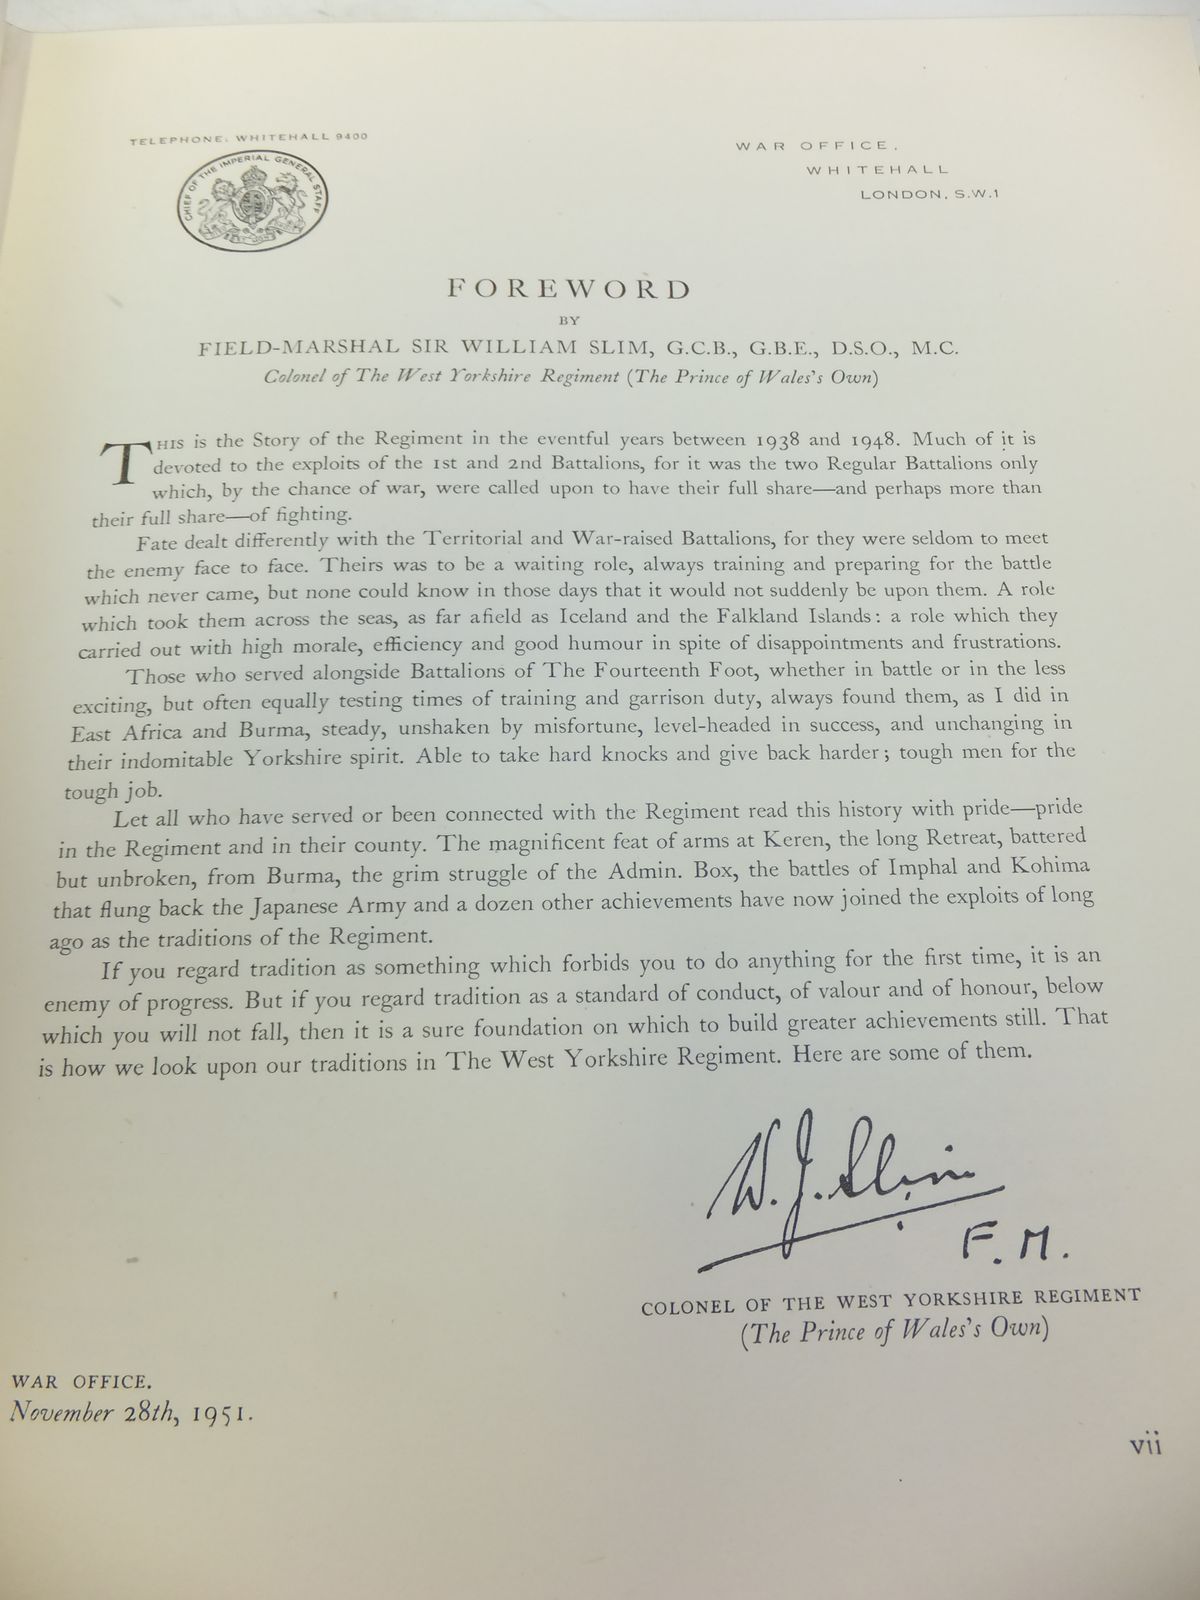 TELEPHONE. WHITEHALL 9400
CHIEF OF THE IMPERIAL GENERAL STAFF
WAR OFFICE,
WHITEHALL
LONDON, S.W.1
FOREWORD
BY
FIELD-MARSHAL SIR WILLIAM SLIM, G.C.B., G.B.E., D.S.O., M.C.
Colonel of The West Yorkshire Regiment (The Prince of Wales's Own)
THIS is the Story of the Regiment in the eventful years between 1938 and 1948. Much of it is
devoted to the exploits of the 1st and 2nd Battalions, for it was the two Regular Battalions only
which, by the chance of war, were called upon to have their full share—and perhaps more than
their full share—of fighting.
Fate dealt differently with the Territorial and War-raised Battalions, for they were seldom to meet
the enemy face to face. Theirs was to be a waiting role, always training and preparing for the battle
which never came, but none could know in those days that it would not suddenly be upon them. A role
which took them across the seas, as far afield as Iceland and the Falkland Islands: a role which they
carried out with high morale, efficiency and good humour in spite of disappointments and frustrations.
Those who served alongside Battalions of The Fourteenth Foot, whether in battle or in the less
exciting, but often equally testing times of training and garrison duty, always found them, as I did in
East Africa and Burma, steady, unshaken by misfortune, level-headed in success, and unchanging in
their indomitable Yorkshire spirit. Able to take hard knocks and give back harder; tough men for the
tough job.
Let all who have served or been connected with the Regiment read this history with pride—pride
in the Regiment and in their county. The magnificent feat of arms at Keren, the long Retreat, battered
but unbroken, from Burma, the grim struggle of the Admin. Box, the battles of Imphal and Kohima
that flung back the Japanese Army and a dozen other achievements have now joined the exploits of long
ago as the traditions of the Regiment.
If you regard tradition as something which forbids you to do anything for the first time, it is an
enemy of progress. But if you regard tradition as a standard of conduct, of valour and of honour, below
which you will not fall, then it is a sure foundation on which to build greater achievements still. That
is how we look upon our traditions in The West Yorkshire Regiment. Here are some of them.
W. J. Slim
F. M.
COLONEL OF THE WEST YORKSHIRE REGIMENT
(The Prince of Wales's Own)
WAR OFFICE.
November 28th, 1951.
vii